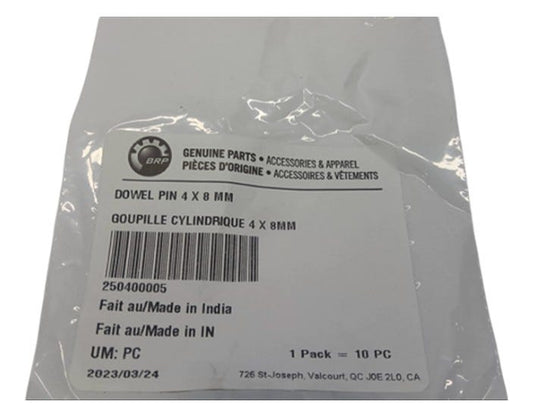 BRP
GENUINE PARTS • ACCESSORIES & APPAREL
PIÈCES D'ORIGINE • ACCESSOIRES & VÊTEMENTS
DOWEL PIN 4 X 8 MM
GOUPILLE CYLINDRIQUE 4 X 8MM
250400005
Fait au/Made in India
Fait au/Made in IN
UM: PC 1 Pack = 10 PC
2023/03/24 726 St-Joseph, Valcourt, QC J0E 2L0, CA